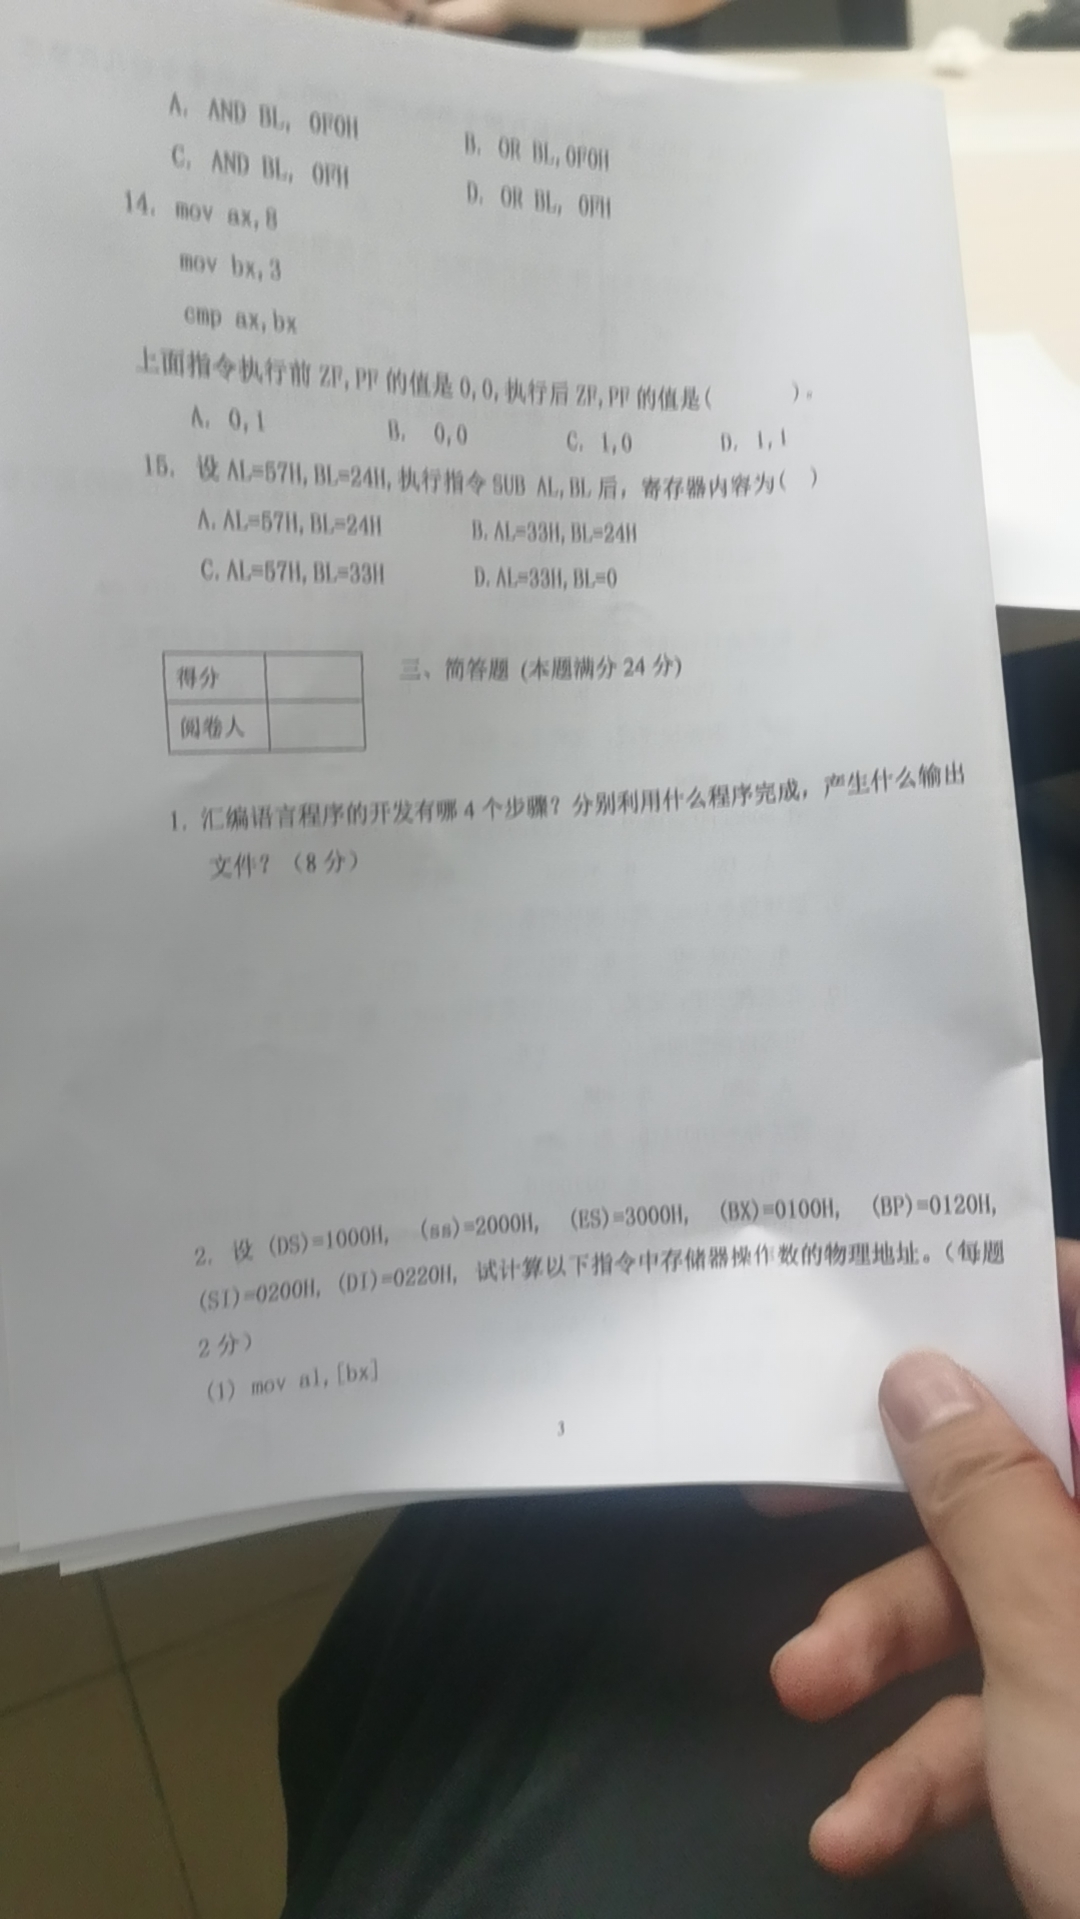 A. AND BL, 0F0H
B. OR BL,0F0H
C. AND BL, 0FH
D. OR BL, 0FH
14. mov ax,8
mov bx,3
cmp ax,bx
上面指令执行前 ZF,PF 的值是 0,0,执行后 ZF,PF 的值是( )。
A. 0,1 B. 0,0 C. 1,0 D. 1,1
15. 设 AL=57H,BL=24H,执行指令 SUB AL,BL 后，寄存器内容为( )
A. AL=57H,BL=24H B. AL=33H,BL=24H
C. AL=57H,BL=33H D. AL=33H,BL=0
得分
阅卷人
三、简答题 (本题满分 24 分)
1. 汇编语言程序的开发有哪 4 个步骤？分别利用什么程序完成，产生什么输出
文件？（8 分）
2. 设 (DS)=1000H, (ss)=2000H, (ES)=3000H, (BX)=0100H, (BP)=0120H,
(SI)=0200H, (DI)=0220H, 试计算以下指令中存储器操作数的物理地址。（每题
2 分）
(1) mov al,[bx]
3